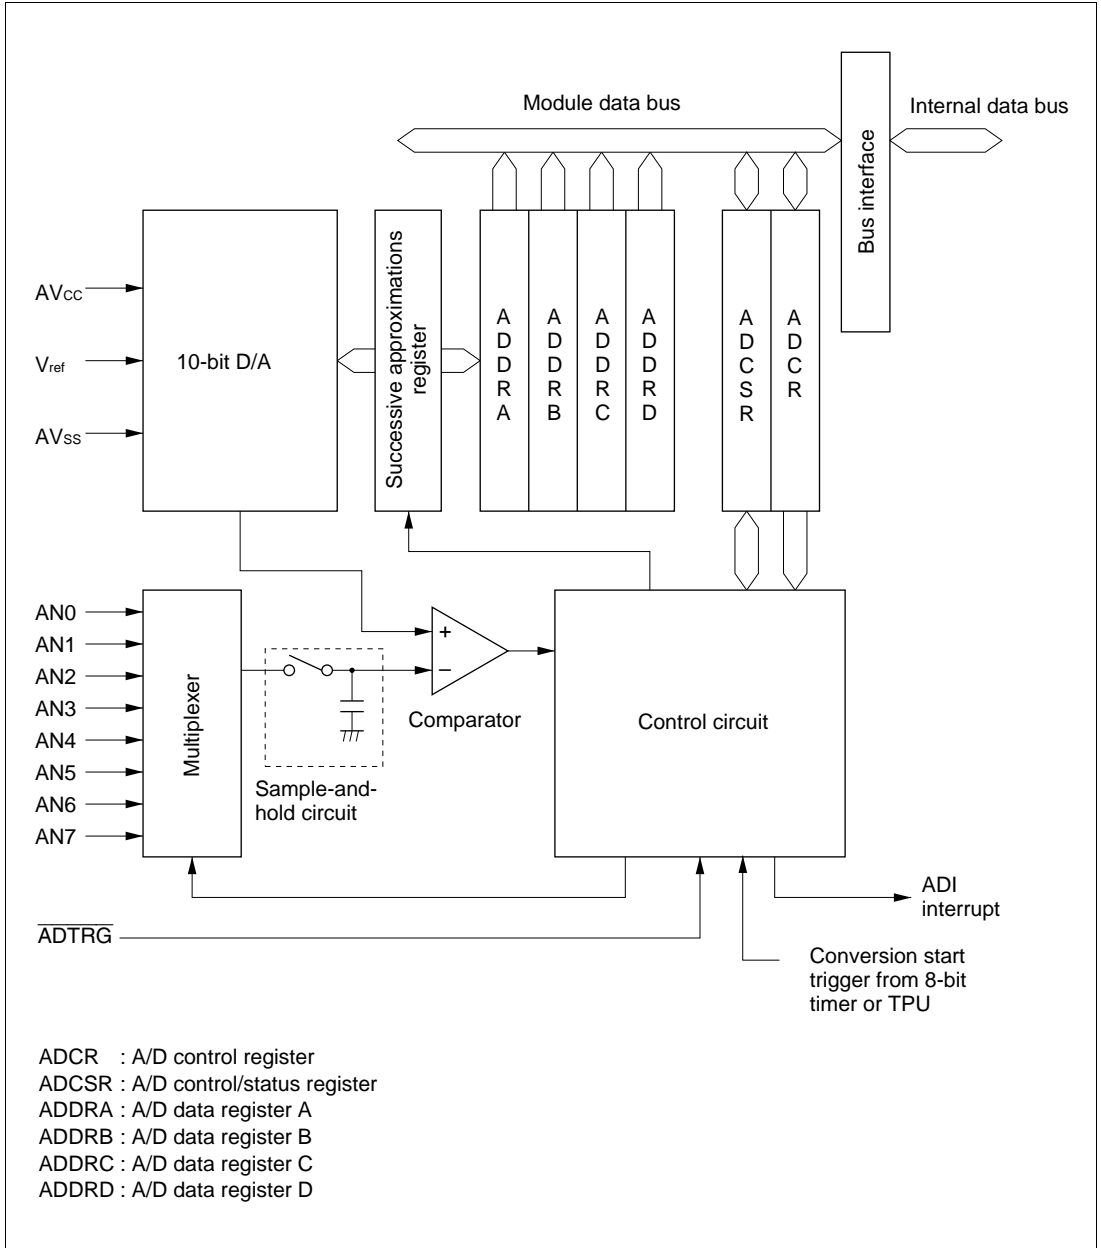 Module data bus
Internal data bus
Bus interface
AVCC
Vref
AVSS
10-bit D/A
Successive approximations
register
ADDRA
ADDRB
ADDRC
ADDRD
ADCSR
ADCR
AN0
AN1
AN2
AN3
AN4
AN5
AN6
AN7
Multiplexer
+
−
Comparator
Sample-and-
hold circuit
Control circuit
ADI
interrupt
ADTRG
Conversion start
trigger from 8-bit
timer or TPU
ADCR : A/D control register
ADCSR : A/D control/status register
ADDRA : A/D data register A
ADDRB : A/D data register B
ADDRC : A/D data register C
ADDRD : A/D data register D